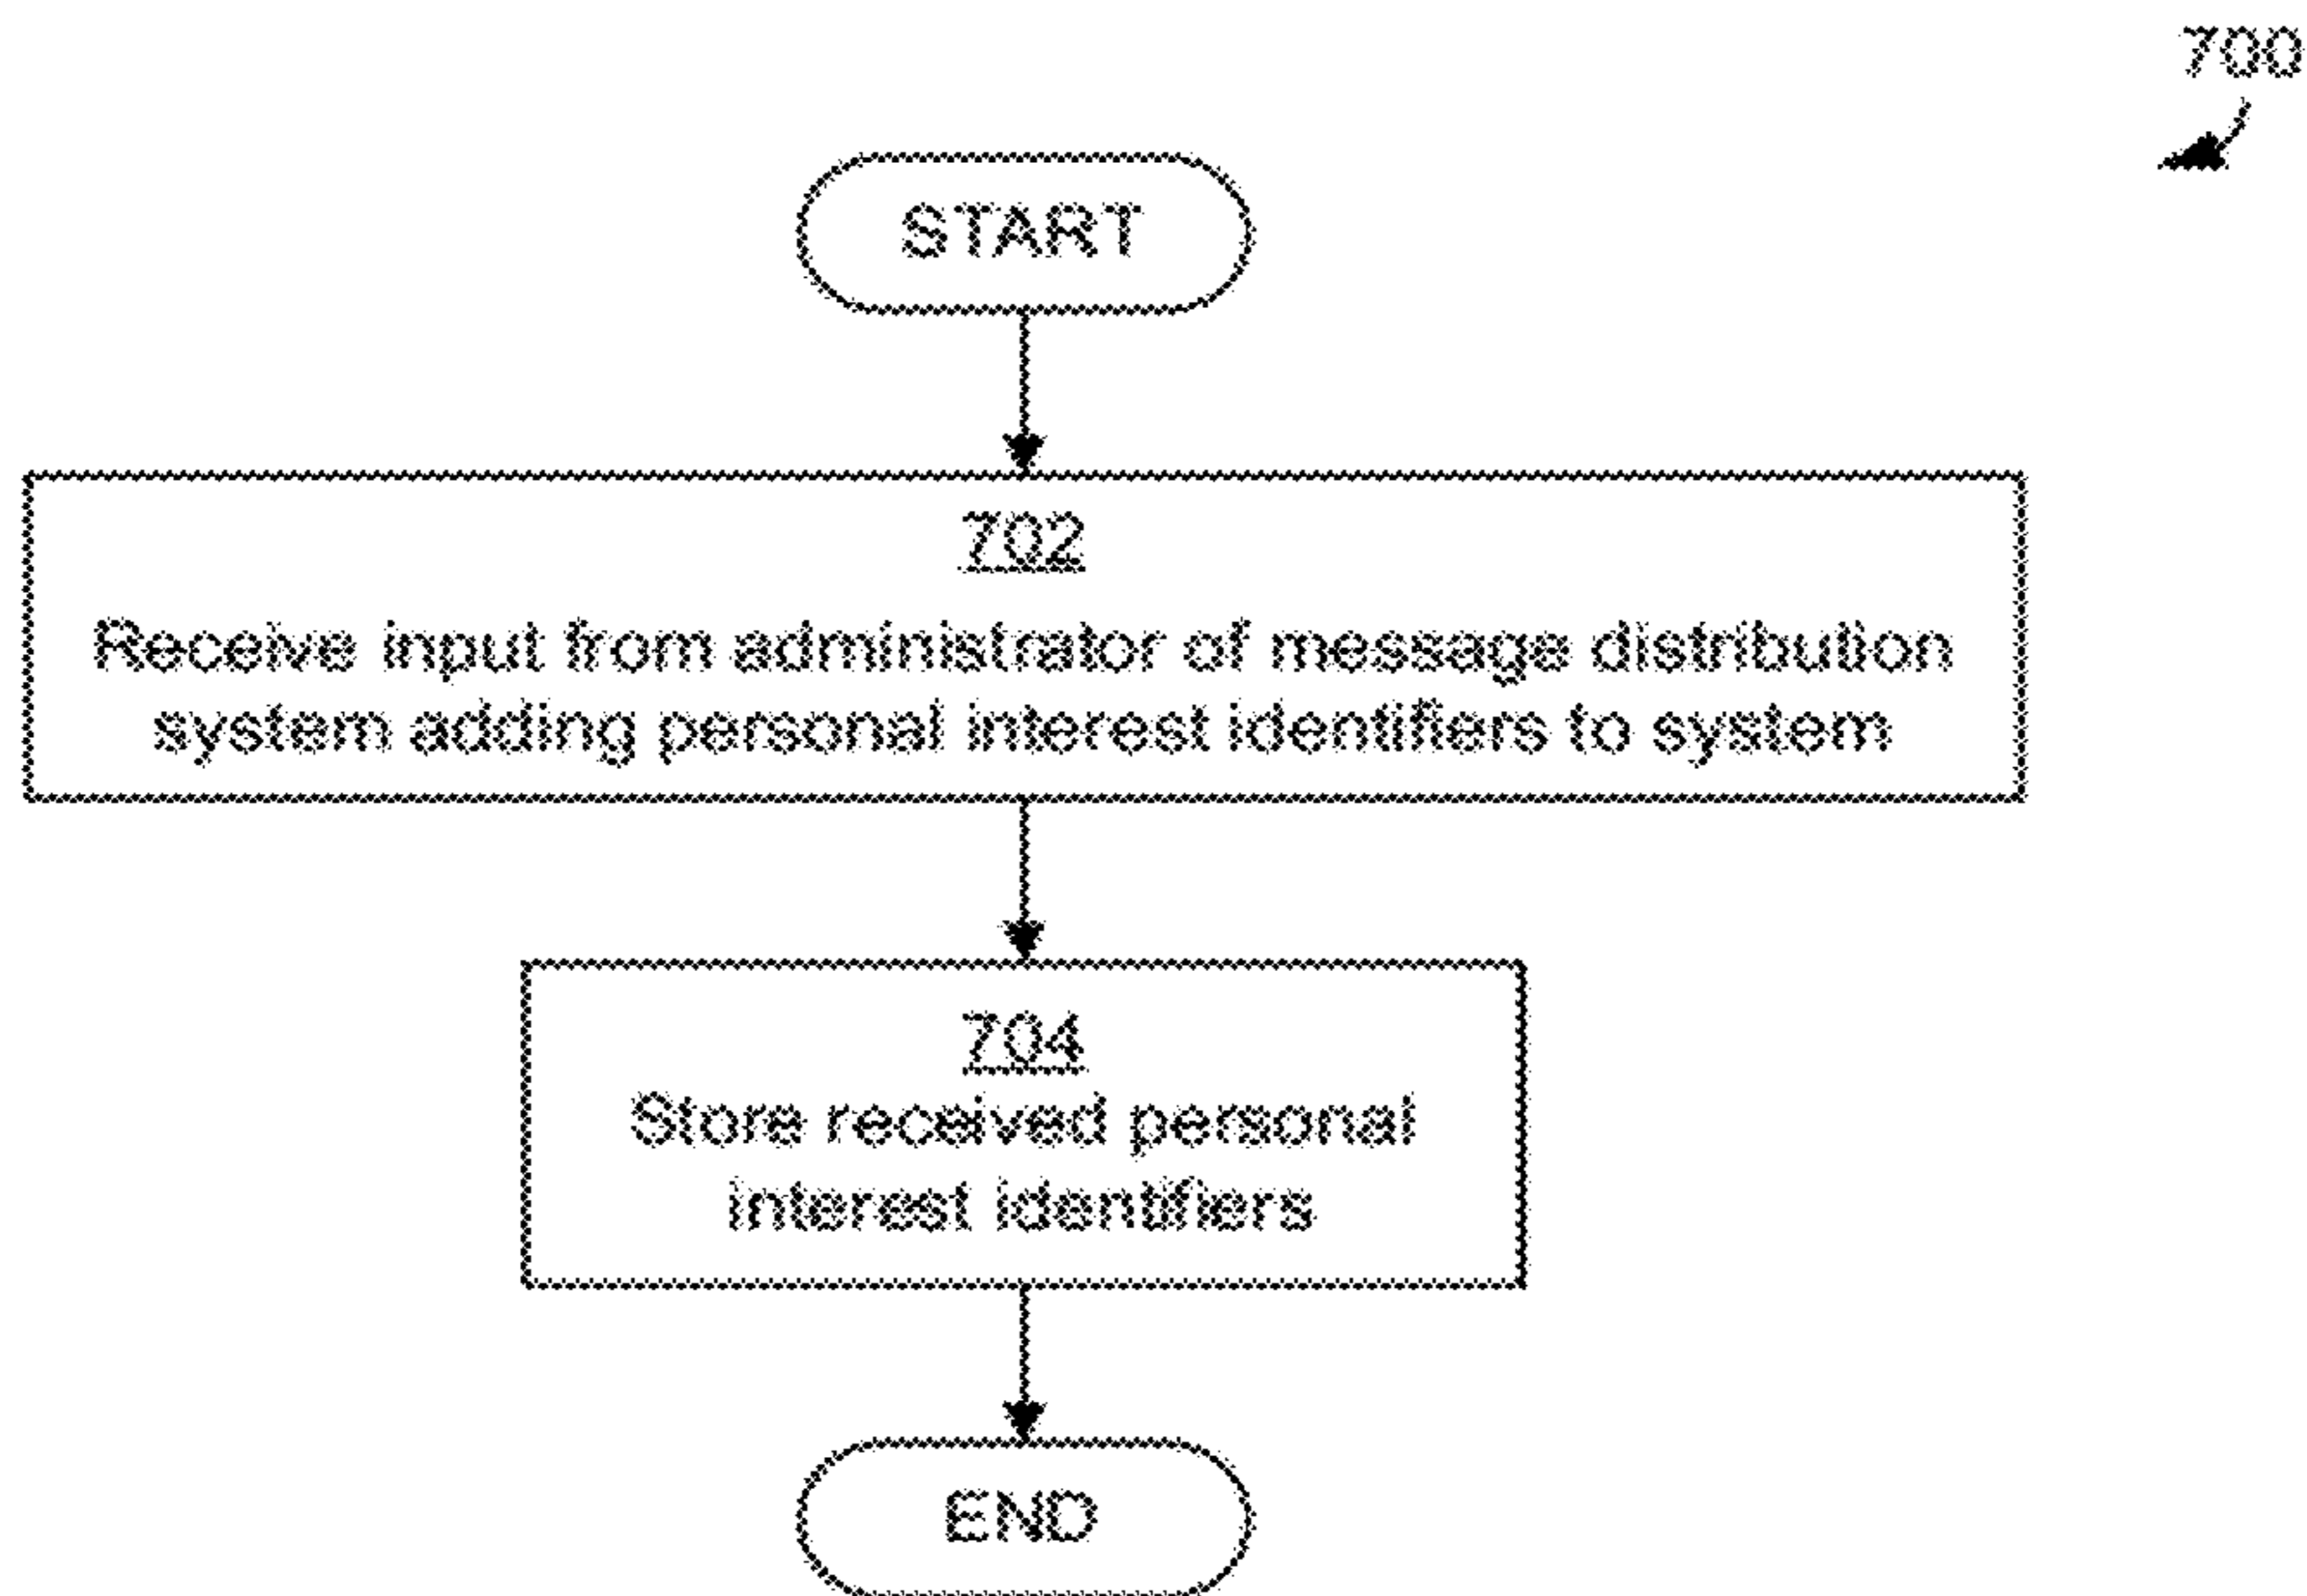 700
START
702
Receive input from administrator of message distribution
system adding personal interest identifiers to system
704
Store received personal
interest identifiers
END